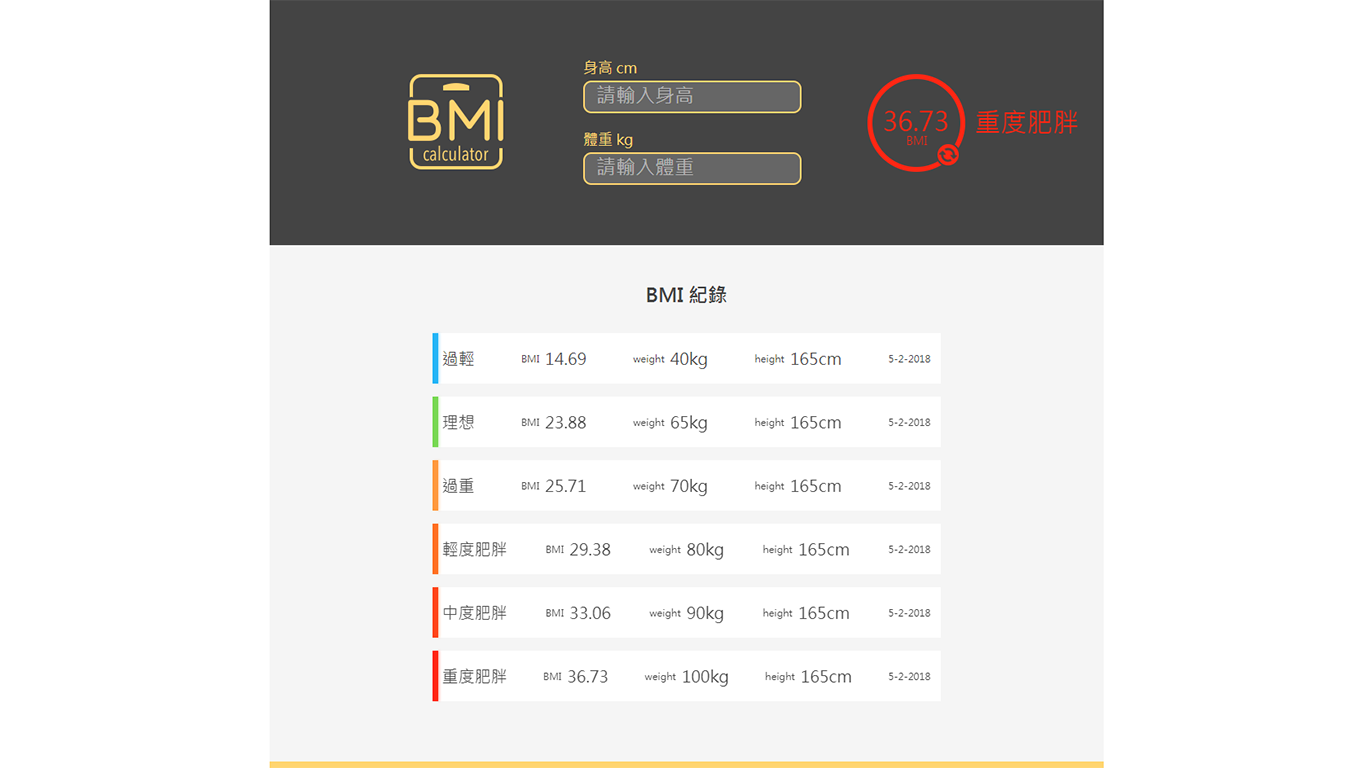 BMI
calculator
身高 cm
請輸入身高
體重 kg
請輸入體重
36.73
BMI
重度肥胖
BMI 紀錄
過輕 BMI 14.69 weight 40kg height 165cm 5-2-2018
理想 BMI 23.88 weight 65kg height 165cm 5-2-2018
過重 BMI 25.71 weight 70kg height 165cm 5-2-2018
輕度肥胖 BMI 29.38 weight 80kg height 165cm 5-2-2018
中度肥胖 BMI 33.06 weight 90kg height 165cm 5-2-2018
重度肥胖 BMI 36.73 weight 100kg height 165cm 5-2-2018